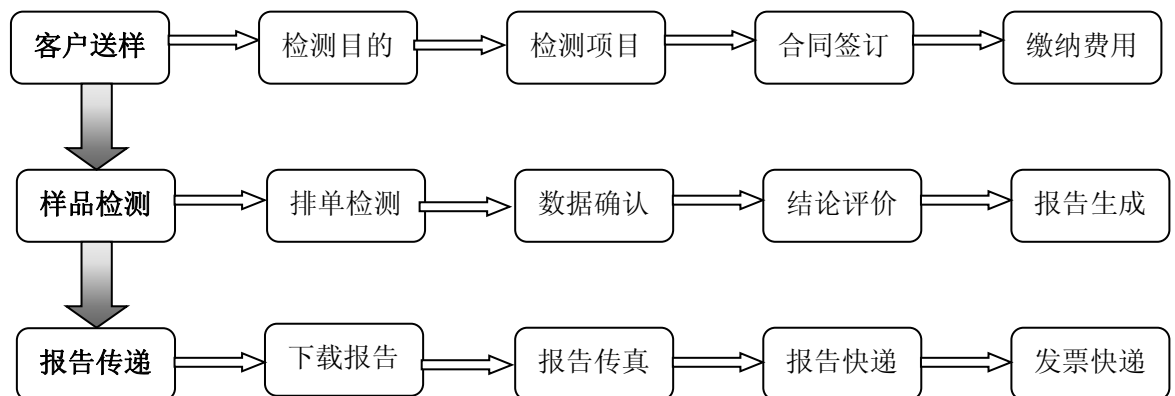 客户送样 检测目的 检测项目 合同签订 缴纳费用
样品检测 排单检测 数据确认 结论评价 报告生成
报告传递 下载报告 报告传真 报告快递 发票快递